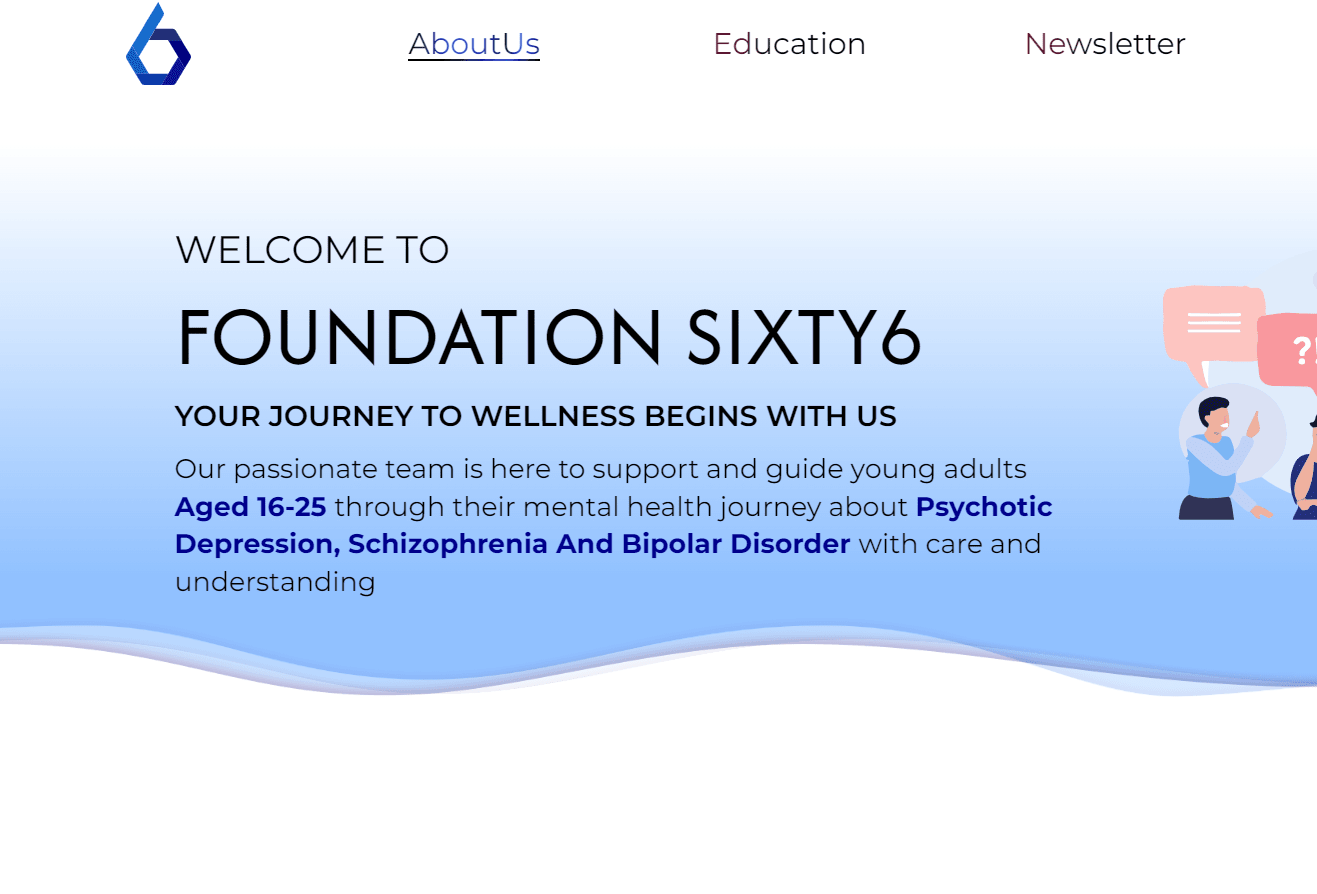 AboutUs
Education
Newsletter
WELCOME TO
FOUNDATION SIXTY6
YOUR JOURNEY TO WELLNESS BEGINS WITH US
Our passionate team is here to support and guide young adults
Aged 16-25 through their mental health journey about Psychotic
Depression, Schizophrenia And Bipolar Disorder with care and
understanding